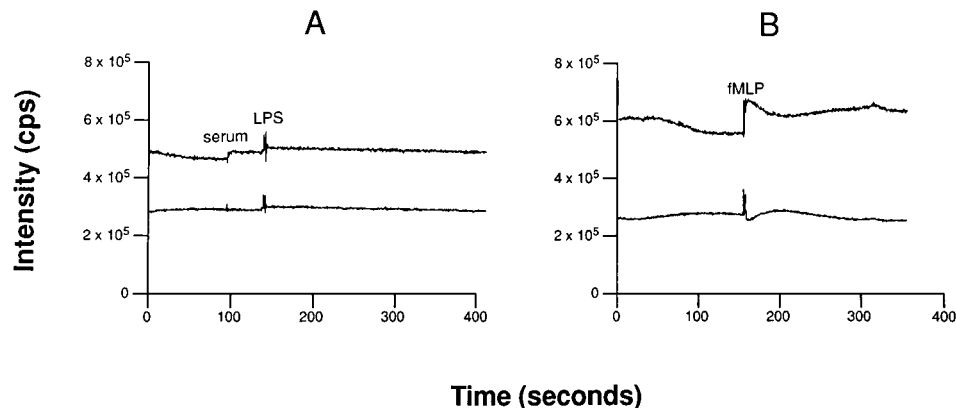 A
B
Intensity (cps)
8 x 10⁵
6 x 10⁵
4 x 10⁵
2 x 10⁵
0
serum
LPS
0
100
200
300
400
8 x 10⁵
6 x 10⁵
4 x 10⁵
2 x 10⁵
0
fMLP
0
100
200
300
400
Time (seconds)